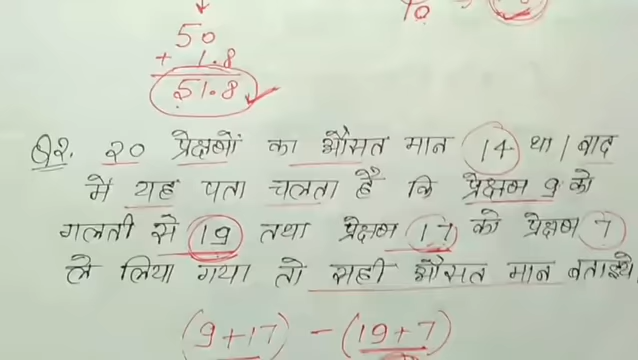 10
50
+ 1.8
51.8
Q2. 20 प्रेक्षणों का औसत मान 14 था | बाद
में यह पता चलता है कि प्रेक्षण 9 को
गलती से 19 तथा प्रेक्षण 17 को प्रेक्षण 7
ले लिया गया तो सही औसत मान बताइये
(9+17) - (19+7)